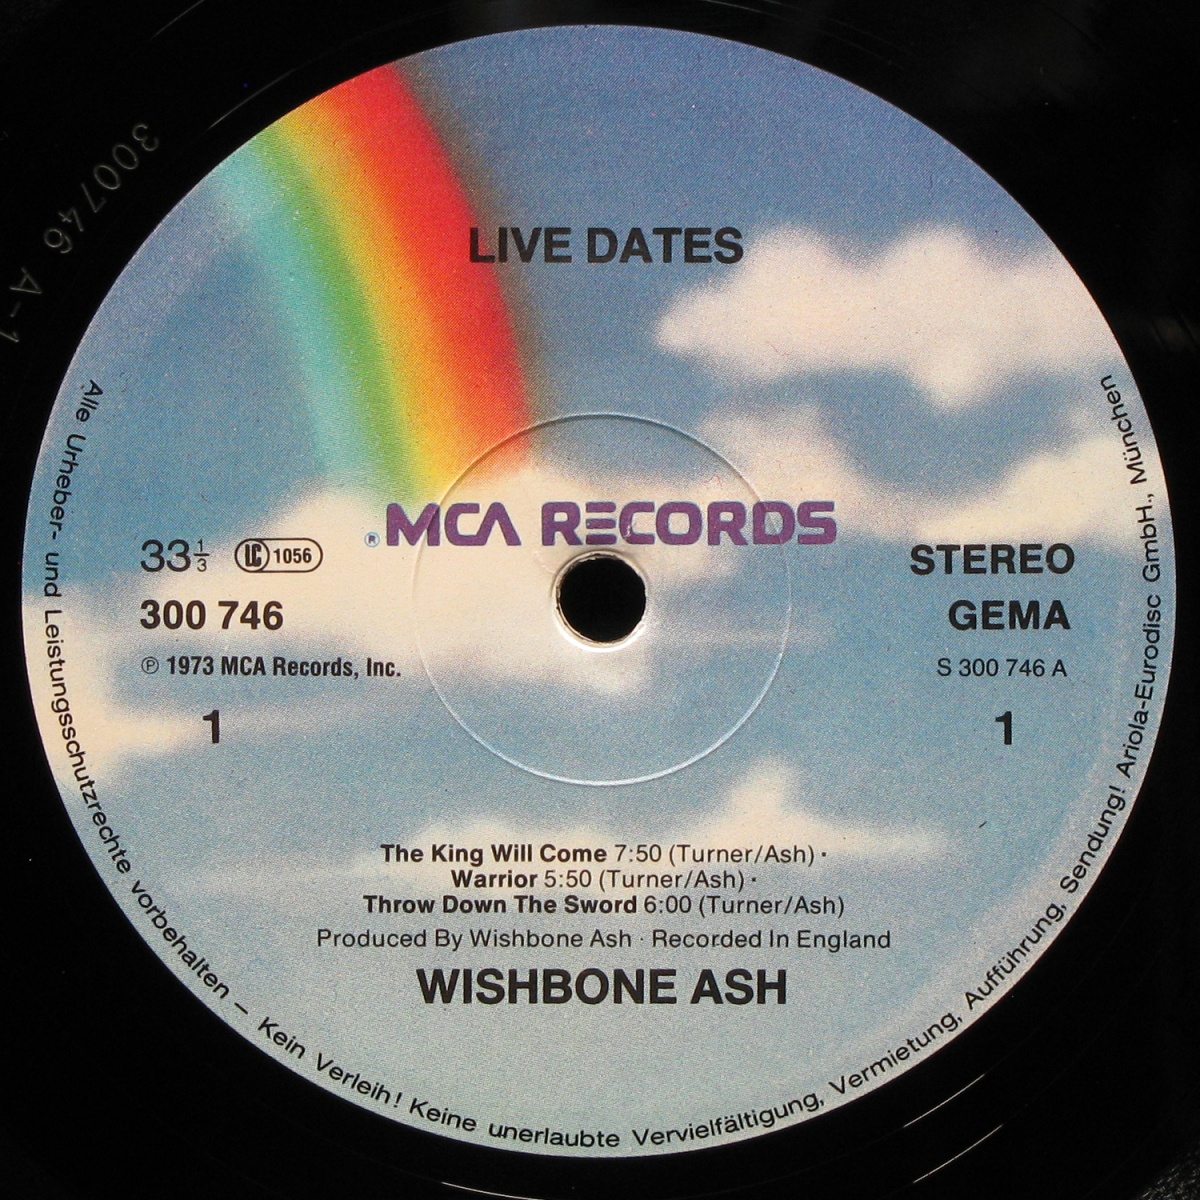 300746 A-1
LIVE DATES
® MCA RECORDS
33⅓ LC 1056
STEREO
300 746
GEMA
℗ 1973 MCA Records, Inc.
S 300 746 A
1
1
The King Will Come 7:50 (Turner/Ash) ·
Warrior 5:50 (Turner/Ash) ·
Throw Down The Sword 6:00 (Turner/Ash)
Produced By Wishbone Ash · Recorded In England
WISHBONE ASH
Alle Urheber- und Leistungsschutzrechte vorbehalten – Kein Verleih! Keine unerlaubte Vervielfältigung, Vermietung, Aufführung, Sendung! Ariola-Eurodisc GmbH., München